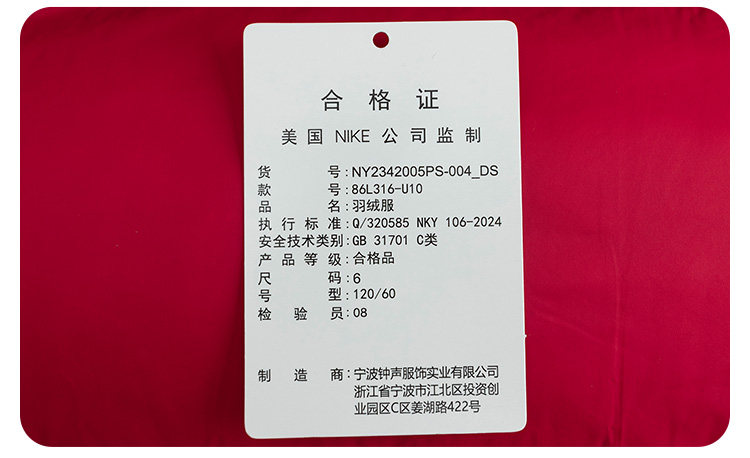 合格证
美国NIKE公司监制
货号:NY2342005PS-004_DS
款号:86L316-U10
品名:羽绒服
执行标准:Q/320585 NKY 106-2024
安全技术类别:GB 31701 C类
产品等级:合格品
尺码:6
号型:120/60
检验员:08
制造商:宁波钟声服饰实业有限公司
浙江省宁波市江北区投资创
业园区C区姜湖路422号